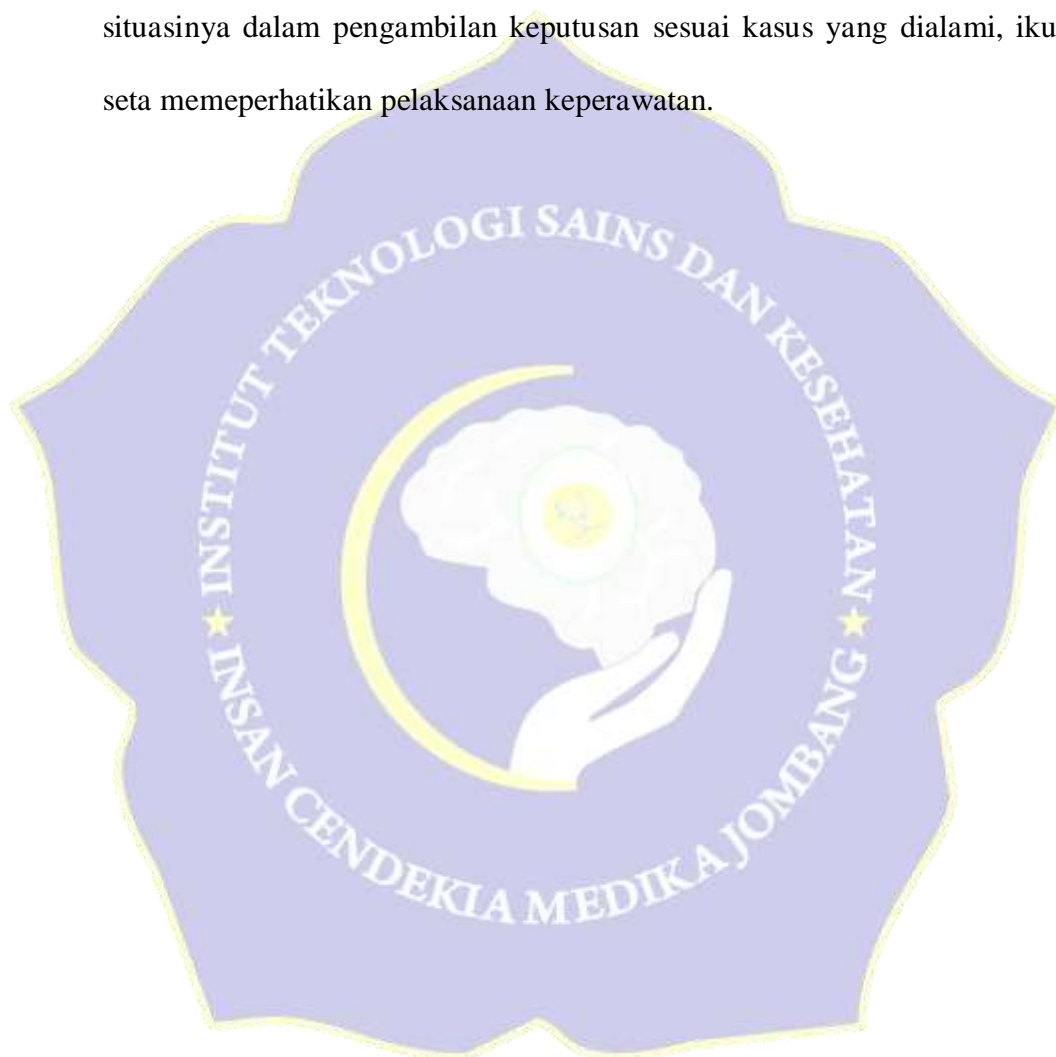 situasinya dalam pengambilan keputusan sesuai kasus yang dialami, iku
seta memeperhatikan pelaksanaan keperawatan.
INSTITUT TEKNOLOGI SAINS DAN KESEHATAN
★ INSAN CENDEKIA MEDIKA JOMBANG ★